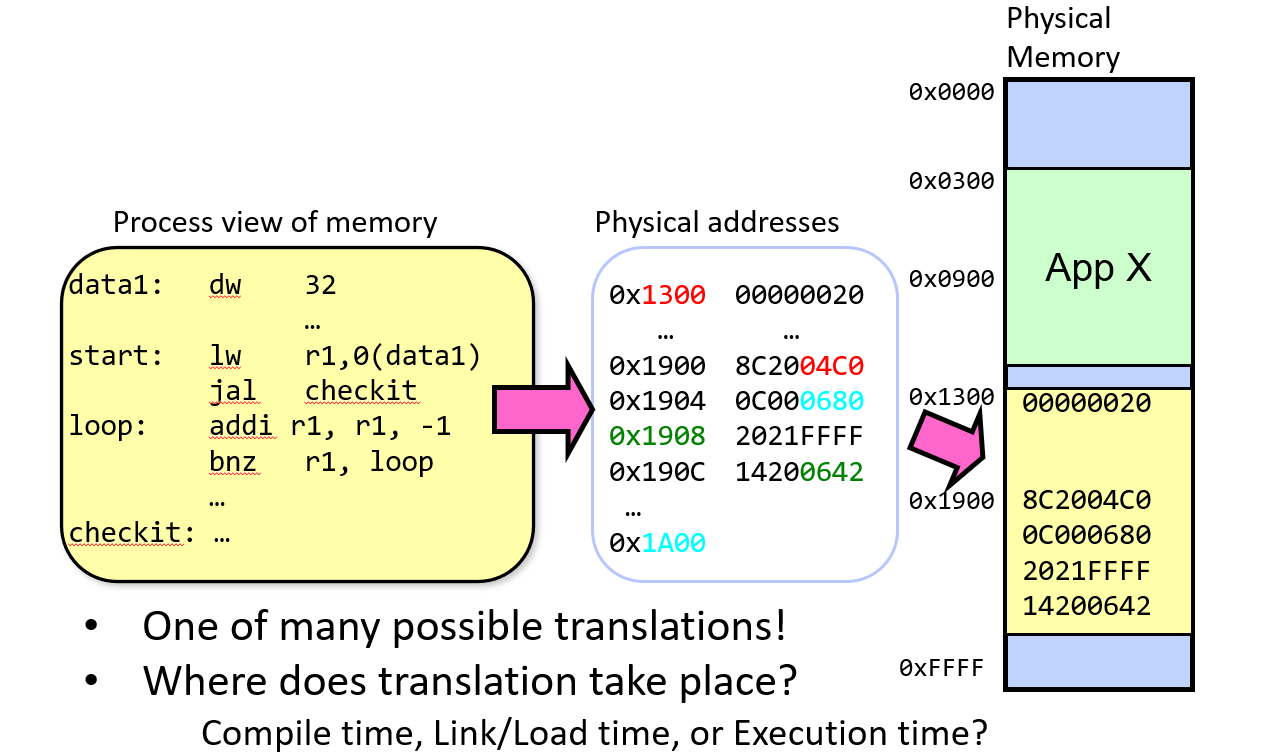 Physical
Memory
0x0000
0x0300
0x0900
App X
0x1300
00000020
0x1900
8C2004C0
0C000680
2021FFFF
14200642
0xFFFF
Process view of memory
data1: dw 32
…
start: lw r1,0(data1)
jal checkit
loop: addi r1, r1, -1
bnz r1, loop
…
checkit: …
Physical addresses
0x1300 00000020
… …
0x1900 8C2004C0
0x1904 0C000680
0x1908 2021FFFF
0x190C 14200642
…
0x1A00
• One of many possible translations!
• Where does translation take place?
Compile time, Link/Load time, or Execution time?